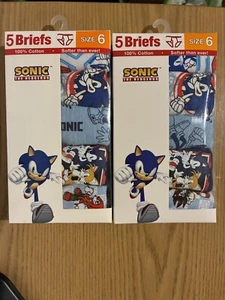 5 Briefs
SIZE 6
100% Cotton • Softer than ever!
SONIC
THE HEDGEHOG
ONIC
5 Briefs
SIZE 6
100% Cotton • Softer than ever!
SONIC
THE HEDGEHOG